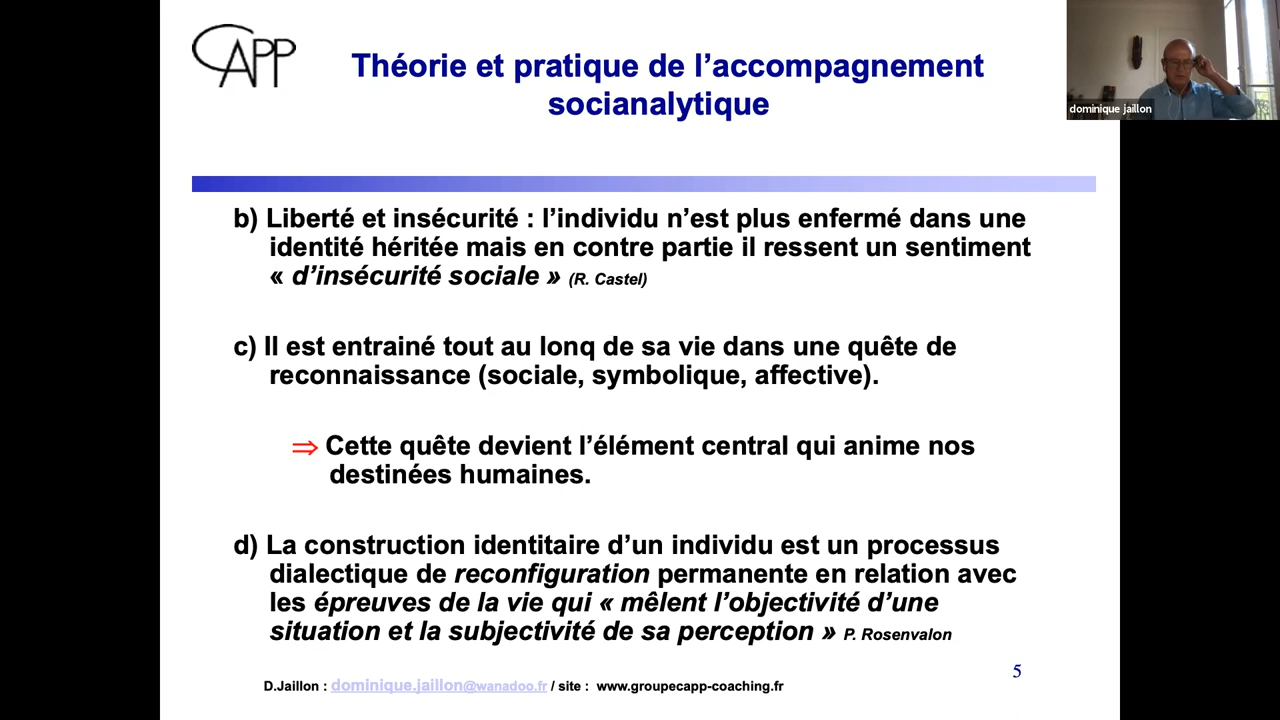 CAPP
Théorie et pratique de l’accompagnement
socianalytique
dominique jaillon
b) Liberté et insécurité : l’individu n’est plus enfermé dans une
identité héritée mais en contre partie il ressent un sentiment
« d’insécurité sociale » (R. Castel)
c) Il est entrainé tout au lonq de sa vie dans une quête de
reconnaissance (sociale, symbolique, affective).
⇒ Cette quête devient l’élément central qui anime nos
destinées humaines.
d) La construction identitaire d’un individu est un processus
dialectique de reconfiguration permanente en relation avec
les épreuves de la vie qui « mêlent l’objectivité d’une
situation et la subjectivité de sa perception » P. Rosenvalon
5
D.Jaillon : dominique.jaillon@wanadoo.fr / site : www.groupecapp-coaching.fr